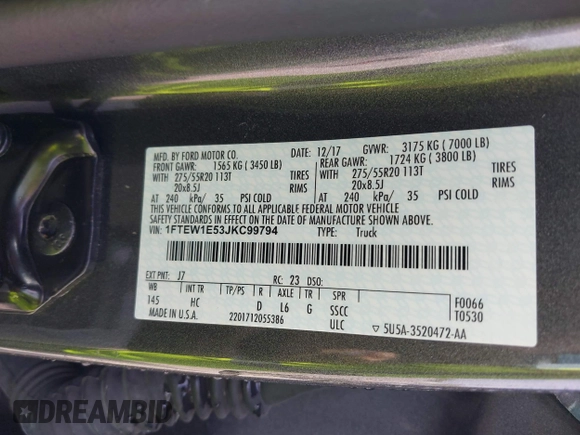 MFD. BY FORD MOTOR CO. 12/17 GVWR: 3175 KG ( 7000 LB)
FRONT GAWR: 1565 KG ( 3450 LB) REAR GAWR: 1724 KG ( 3800 LB)
WITH 275/55R20 113T TIRES WITH 275/55R20 113T TIRES
20x8.5J RIMS 20x8.5J RIMS
AT 240 kPa/ 35 PSI COLD AT 240 kPa/ 35 PSI COLD
THIS VEHICLE CONFORMS TO ALL APPLICABLE FEDERAL MOTOR VEHICLE
SAFETY STANDARDS IN EFFECT ON THE DATE OF MANUFACTURE SHOWN ABOVE.
VIN: 1FTEW1E53JKC99794 TYPE: Truck
EXT PNT: J7 RC: 23 DSO:
WB INT TR TP/PS R AXLE TR SPR F0066
145 HC D L6 G SSCC T0530
MADE IN U.S.A. 2201712055386 ULC 5U5A-3520472-AA
DREAMBID